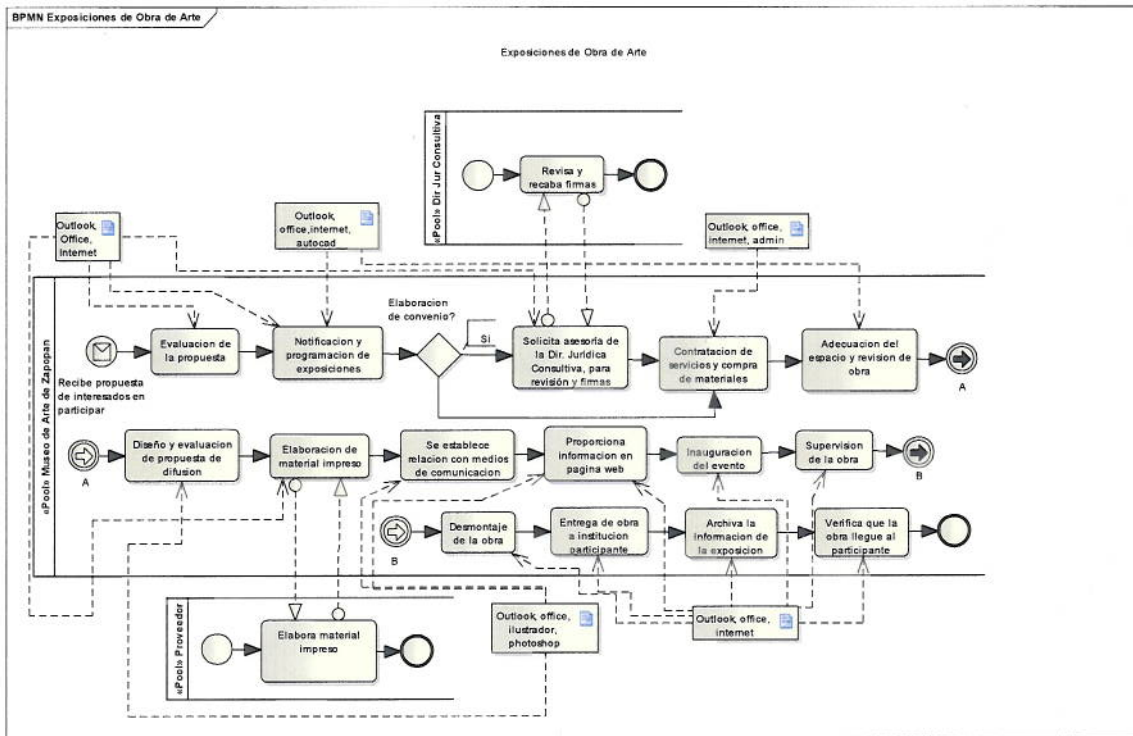 BPMN Exposiciones de Obra de Arte
Exposiciones de Obra de Arte
«Pool» Dir Jur Consultiva
Revisa y
recaba firmas
Outlook,
Office,
Internet
Outlook,
office,internet,
autocad
Outlook, office,
internet, admin
«Pool» Museo de Arte de Zapopan
Recibe propuesta
de interesados en
participar
Evaluacion de
la propuesta
Notificacion y
programacion de
exposiciones
Elaboracion
de convenio?
Si
Solicita asesoría de
la Dir. Jurídica
Consultiva, para
revisión y firmas
Contratacion de
servicios y compra
de materiales
Adecuacion del
espacio y revision de
obra
A
A
Diseño y evaluacion
de propuesta de
difusion
Elaboracion de
material impreso
Se establece
relacion con medios
de comunicacion
Proporciona
informacion en
pagina web
Inauguracion
del evento
Supervision
de la obra
B
B
Desmontaje
de la obra
Entrega de obra
a institucion
participante
Archiva la
informacion de
la exposicion
Verifica que la
obra llegue al
participante
«Pool» Proveedor
Elabora material
impreso
Outlook, office,
ilustrador,
photoshop
Outlook, office,
internet